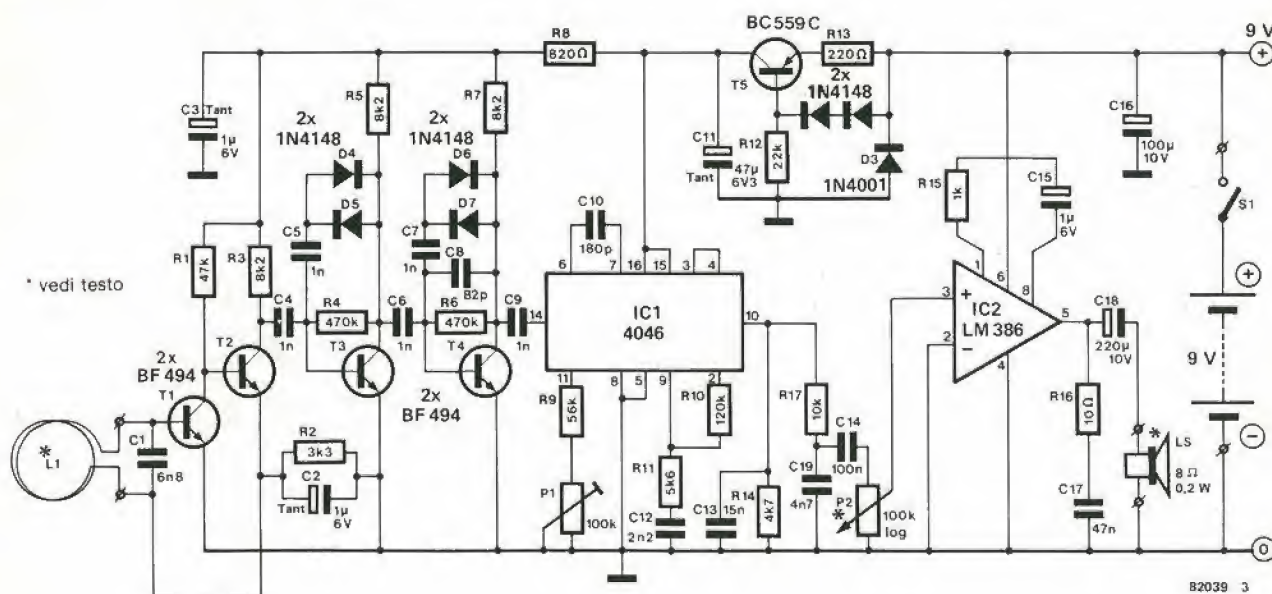 BC559C
R8
820Ω
R13
220Ω
9 V
+
T5
2x
1N4148
C3 Tant
1µ
6V
2x
1N4148
R5
8k2
2x
1N4148
R7
8k2
C11
47µ
6V3
Tant
R12
22k
D3
1N4001
C16
100µ
10V
R15
1k
C15
1µ
6V
S1
D4
D5
D6
D7
C5
1n
C7
1n
C8
82p
C10
180p
R1
47k
R3
8k2
* vedi testo
C4
1n
R4
470k
C6
1n
R6
470k
C9
1n
6
7
16
15
3
4
14
IC1
4046
10
11
8
5
9
2
1
6
8
3
+
2
−
IC2
LM 386
5
4
C18
220µ
10V
+
9 V
−
T2
T3
T4
2x
BF 494
T1
2x
BF 494
*
L1
C1
6n8
R2
3k3
Tant
C2
1µ
6V
R9
56k
P1
100k
R10
120k
R11
5k6
C12
2n2
C13
15n
R14
4k7
R17
10k
C14
100n
C19
4n7
P2
*
100k
log
R16
10Ω
C17
47n
*
LS
8Ω
0,2 W
0
82039 3